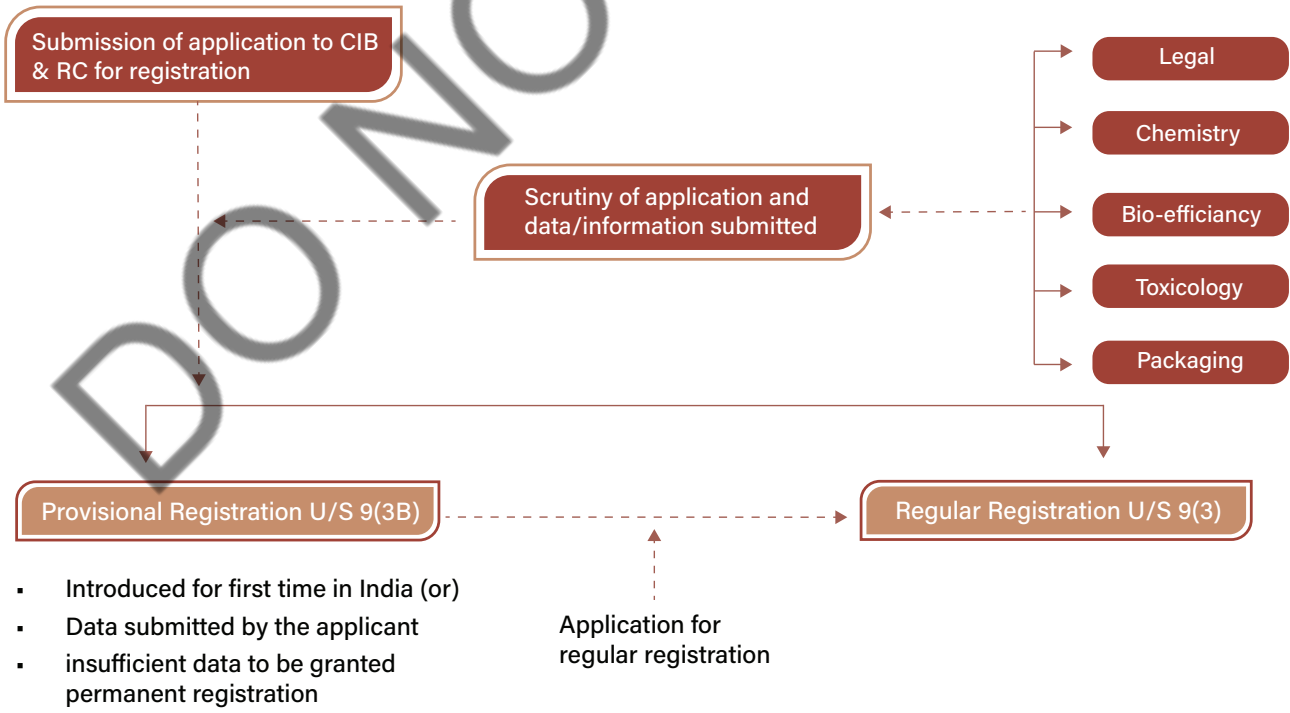 Submission of application to CIB
& RC for registration
Legal
Chemistry
Scrutiny of application and
data/information submitted
Bio-efficiancy
Toxicology
Packaging
Provisional Registration U/S 9(3B)
Regular Registration U/S 9(3)
▪ Introduced for first time in India (or)
▪ Data submitted by the applicant
▪ insufficient data to be granted
permanent registration
Application for
regular registration
DO NO